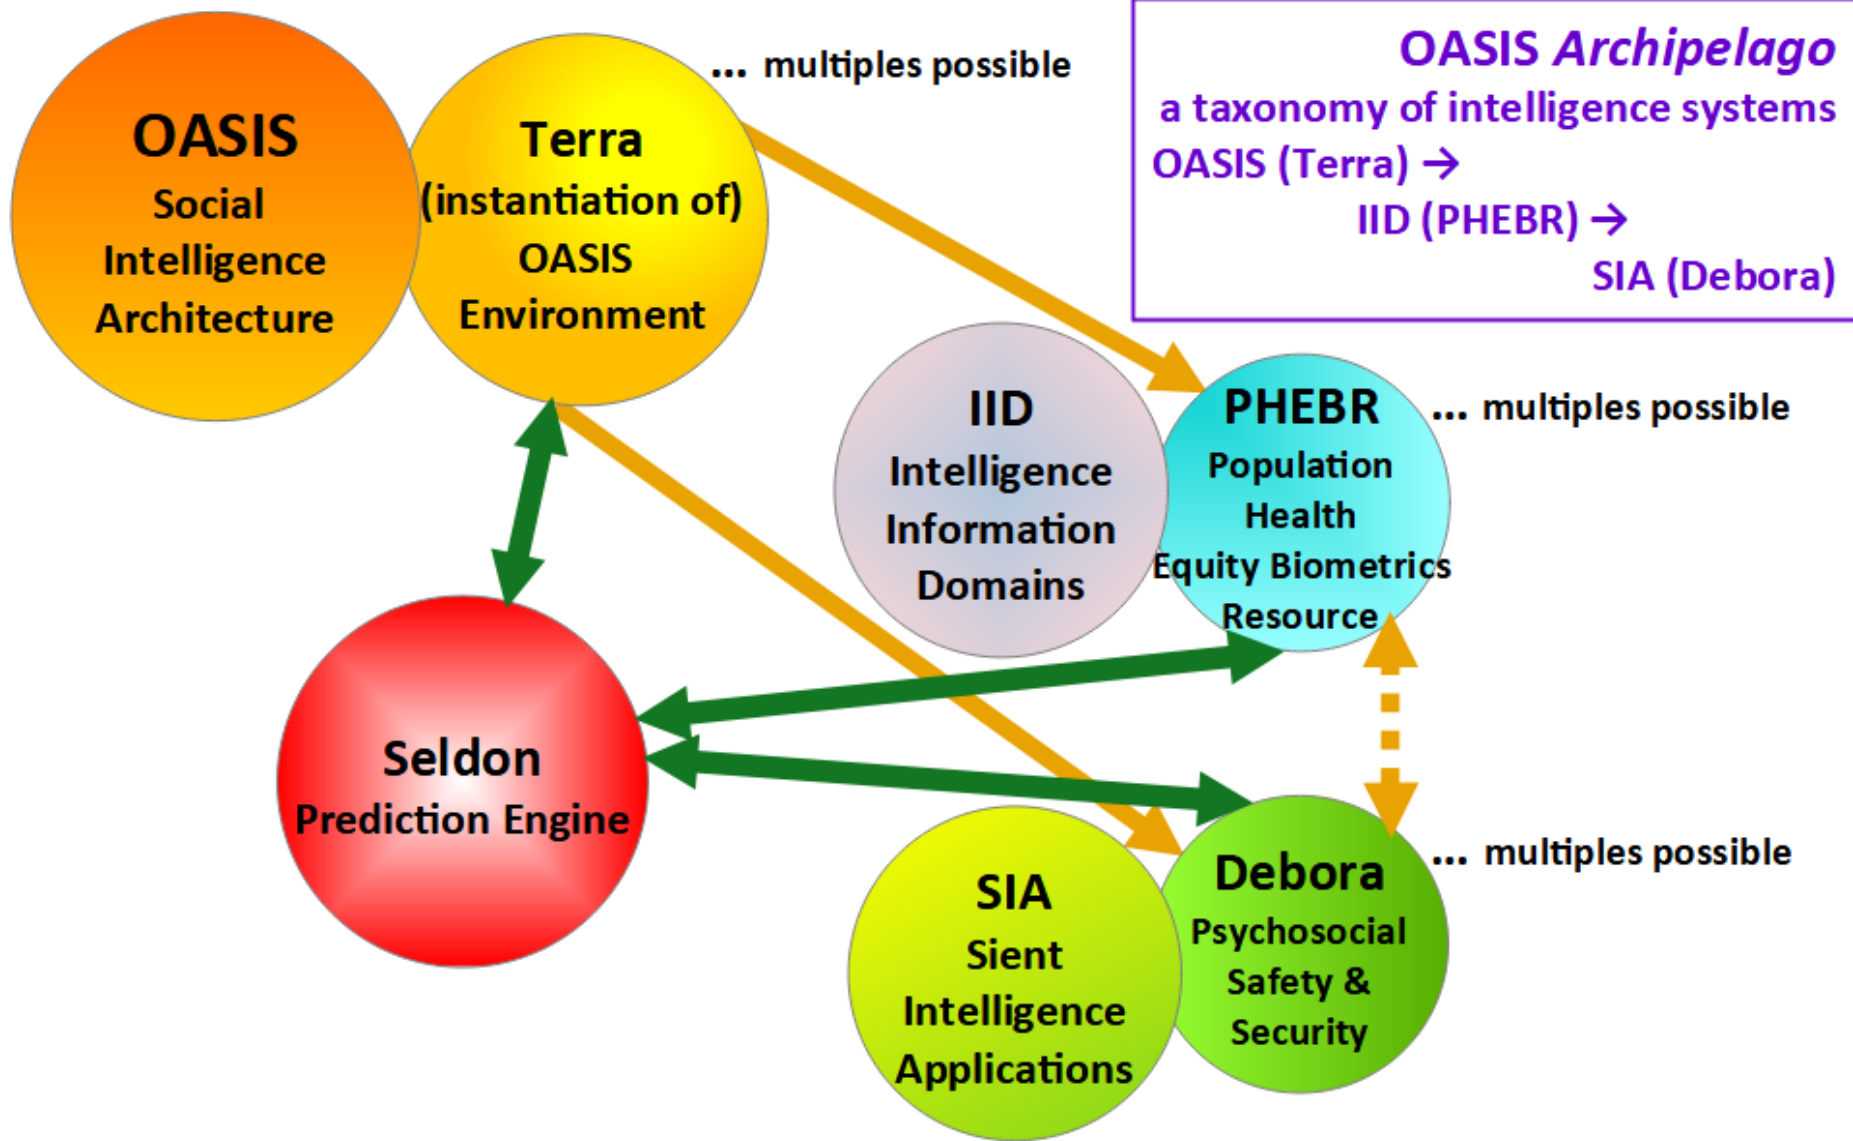 OASIS
Social
Intelligence
Architecture
Terra
(instantiation of)
OASIS
Environment
... multiples possible
OASIS Archipelago
a taxonomy of intelligence systems
OASIS (Terra) →
IID (PHEBR) →
SIA (Debora)
IID
Intelligence
Information
Domains
PHEBR
Population
Health
Equity Biometrics
Resource
... multiples possible
Seldon
Prediction Engine
SIA
Sient
Intelligence
Applications
Debora
Psychosocial
Safety &
Security
... multiples possible